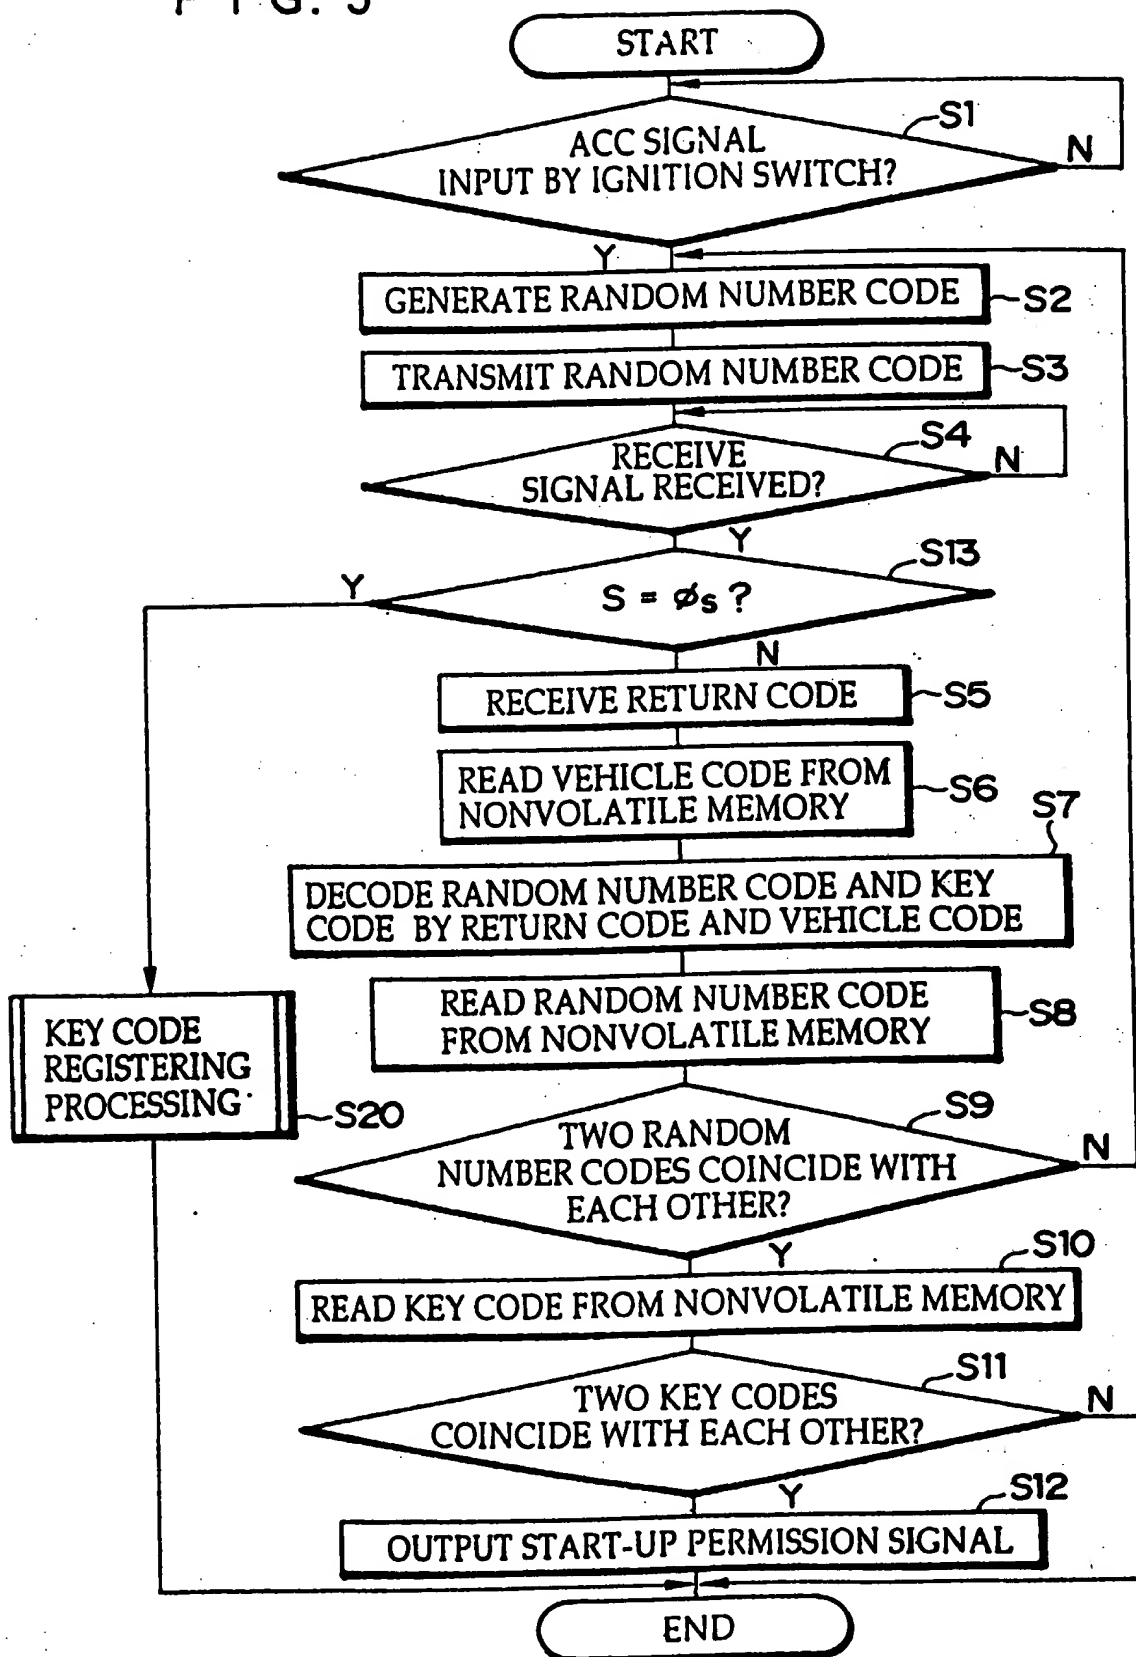 FIG. 5
START
S1
ACC SIGNAL
INPUT BY IGNITION SWITCH?
N
Y
GENERATE RANDOM NUMBER CODE
S2
TRANSMIT RANDOM NUMBER CODE
S3
S4
RECEIVE
SIGNAL RECEIVED?
N
Y
S13
Y
S = øs ?
N
RECEIVE RETURN CODE
S5
READ VEHICLE CODE FROM
NONVOLATILE MEMORY
S6
S7
DECODE RANDOM NUMBER CODE AND KEY
CODE BY RETURN CODE AND VEHICLE CODE
READ RANDOM NUMBER CODE
FROM NONVOLATILE MEMORY
S8
KEY CODE
REGISTERING
PROCESSING
S20
S9
TWO RANDOM
NUMBER CODES COINCIDE WITH
EACH OTHER?
N
Y
S10
READ KEY CODE FROM NONVOLATILE MEMORY
S11
TWO KEY CODES
COINCIDE WITH EACH OTHER?
N
Y
S12
OUTPUT START-UP PERMISSION SIGNAL
END